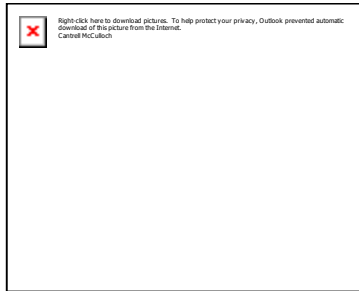 Right-click here to download pictures. To help protect your privacy, Outlook prevented automatic
download of this picture from the Internet.
Cantrell McCulloch